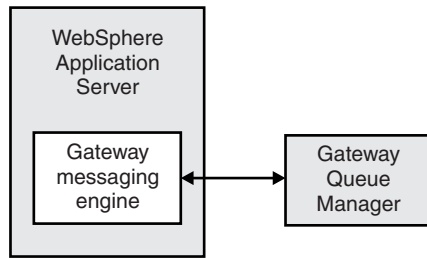 WebSphere
Application
Server
Gateway
messaging
engine
Gateway
Queue
Manager